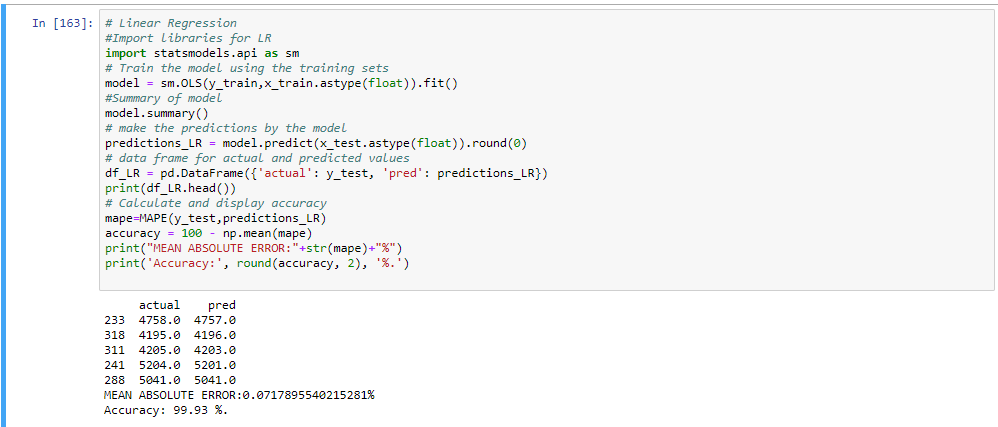 In [163]:
# Linear Regression
#Import libraries for LR
import statsmodels.api as sm
# Train the model using the training sets
model = sm.OLS(y_train,x_train.astype(float)).fit()
#Summary of model
model.summary()
# make the predictions by the model
predictions_LR = model.predict(x_test.astype(float)).round(0)
# data frame for actual and predicted values
df_LR = pd.DataFrame({'actual': y_test, 'pred': predictions_LR})
print(df_LR.head())
# Calculate and display accuracy
mape=MAPE(y_test,predictions_LR)
accuracy = 100 - np.mean(mape)
print("MEAN ABSOLUTE ERROR:"+str(mape)+"%")
print('Accuracy:', round(accuracy, 2), '%.')
actual pred
233 4758.0 4757.0
318 4195.0 4196.0
311 4205.0 4203.0
241 5204.0 5201.0
288 5041.0 5041.0
MEAN ABSOLUTE ERROR:0.0717895540215281%
Accuracy: 99.93 %.